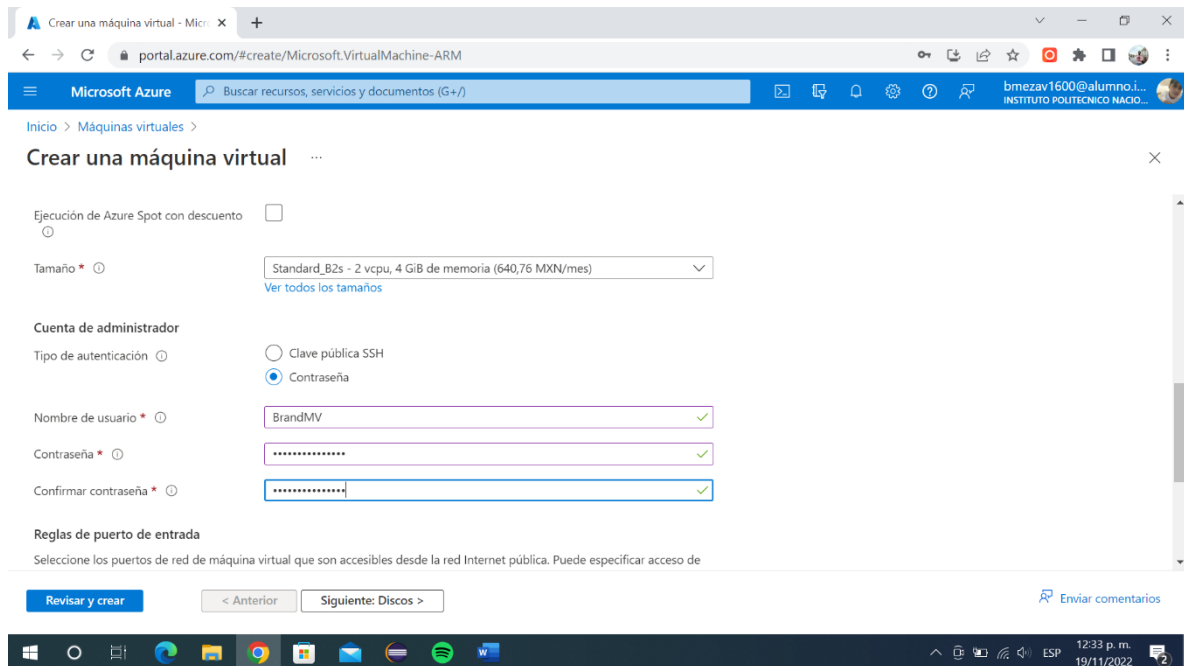 Crear una máquina virtual - Micr
portal.azure.com/#create/Microsoft.VirtualMachine-ARM
Microsoft Azure
Buscar recursos, servicios y documentos (G+/)
bmezav1600@alumno.i...
INSTITUTO POLITECNICO NACIO...
Inicio > Máquinas virtuales >
Crear una máquina virtual ...
Ejecución de Azure Spot con descuento
Tamaño *
Standard_B2s - 2 vcpu, 4 GiB de memoria (640,76 MXN/mes)
Ver todos los tamaños
Cuenta de administrador
Tipo de autenticación
Clave pública SSH
Contraseña
Nombre de usuario *
BrandMV
Contraseña *
•••••••••••••••
Confirmar contraseña *
•••••••••••••••
Reglas de puerto de entrada
Seleccione los puertos de red de máquina virtual que son accesibles desde la red Internet pública. Puede especificar acceso de
Revisar y crear
< Anterior
Siguiente: Discos >
Enviar comentarios
ESP
12:33 p. m.
19/11/2022
2